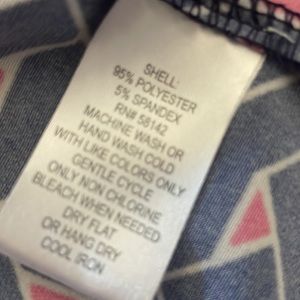 SHELL:
95% POLYESTER
5% SPANDEX
RN# 58142
MACHINE WASH OR
HAND WASH COLD
WITH LIKE COLORS ONLY
GENTLE CYCLE
ONLY NON CHLORINE
BLEACH WHEN NEEDED
DRY FLAT
OR HANG DRY
COOL IRON